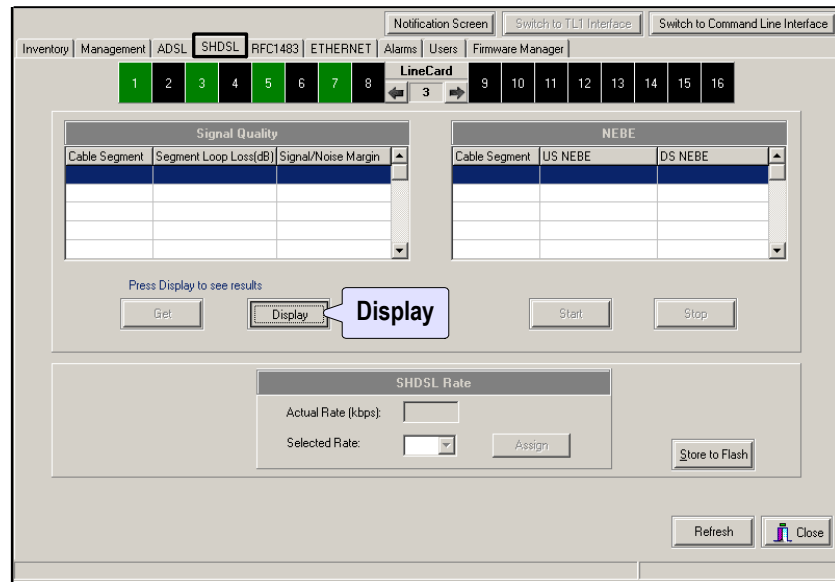 Notification Screen Switch to TL1 Interface Switch to Command Line Interface
Inventory Management ADSL SHDSL RFC1483 ETHERNET Alarms Users Firmware Manager
1 2 3 4 5 6 7 8 LineCard 3 9 10 11 12 13 14 15 16
Signal Quality NEBE
Cable Segment Segment Loop Loss(dB) Signal/Noise Margin Cable Segment US NEBE DS NEBE
Press Display to see results
Get Display Display Start Stop
SHDSL Rate
Actual Rate (kbps):
Selected Rate: Assign
Store to Flash
Refresh Close